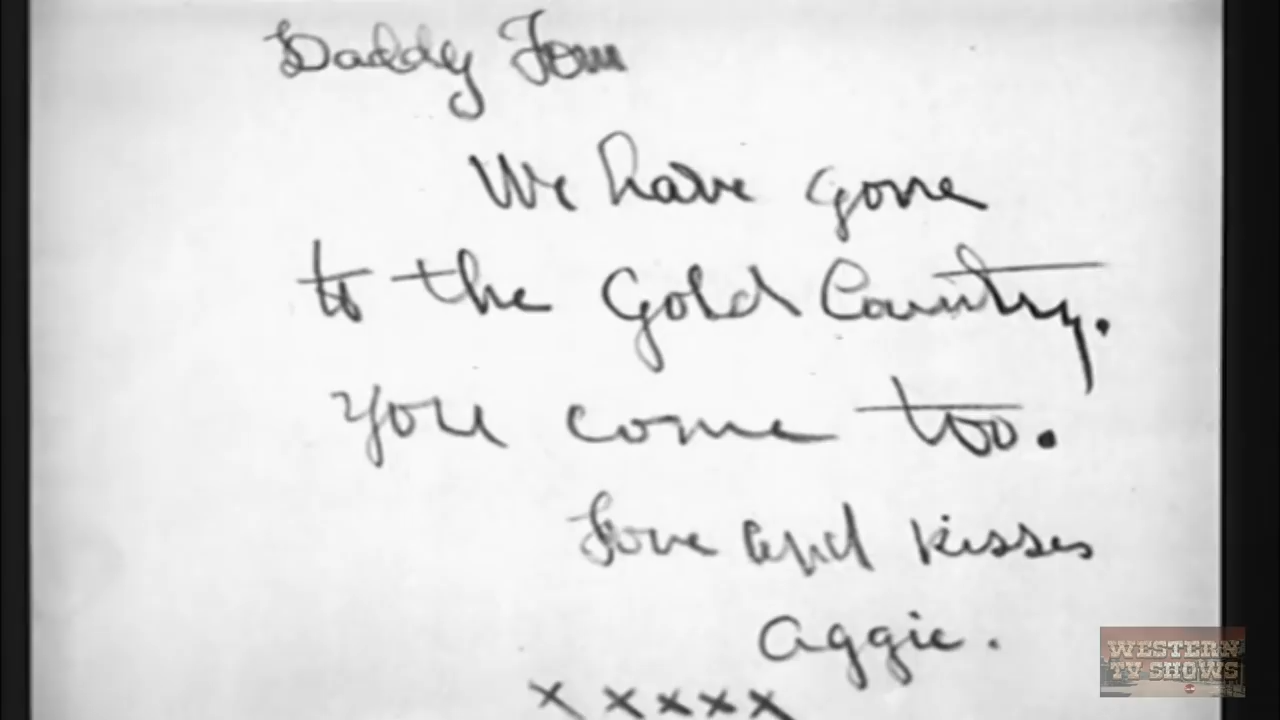 Daddy Tom
We have gone
to the Gold Country.
You come too.
Love and kisses
Aggie.
x x x x x
WESTERN
TV SHOWS